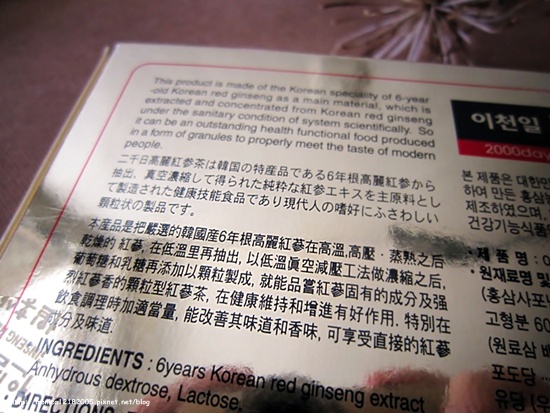 This product is made of the Korean speciality of 6-year
-old Korean red ginseng as a main material, which is
extracted and concentrated from Korean red ginseng
under the sanitary condition of system scientifically. So
it can be an outstanding health functional food produced
in a form of granules to properly meet the taste of modern
people.
二千日高麗紅参茶は韓国の特産品である6年根高麗紅参から
抽出、真空濃縮して得られた純粋な紅参エキスを主原料とし
て製造された健康技能食品であり現代人の嗜好にふさわしい
顆粒状の製品です。
本産品是把嚴選的韓國産6年根高麗紅參在高溫,高壓·蒸熟之后
乾燥的 紅蔘, 在低溫里再抽出, 以低溫眞空減壓工法做濃縮之后,
葡萄糖和乳糖再添加以顆粒製成, 就能品嘗紅蔘固有的成分及强
烈紅蔘香的顆粒型紅蔘茶, 在健康維持和增進有好作用. 特別在
飮食調理時加適當量, 能改善其味道和香味, 可享受直接的紅蔘
成分及味道.
INGREDIENTS : 6years Korean red ginseng extract
Anhydrous dextrose, Lactose,
이천일
2000day
본 제품은 대한민
하여 만든 홍삼
제조하였으며,
건강기능식품
· 제 품 명 : 이
· 원재료명 및
(홍삼사포
고형분 60
(원료삼 배
포도당
유당